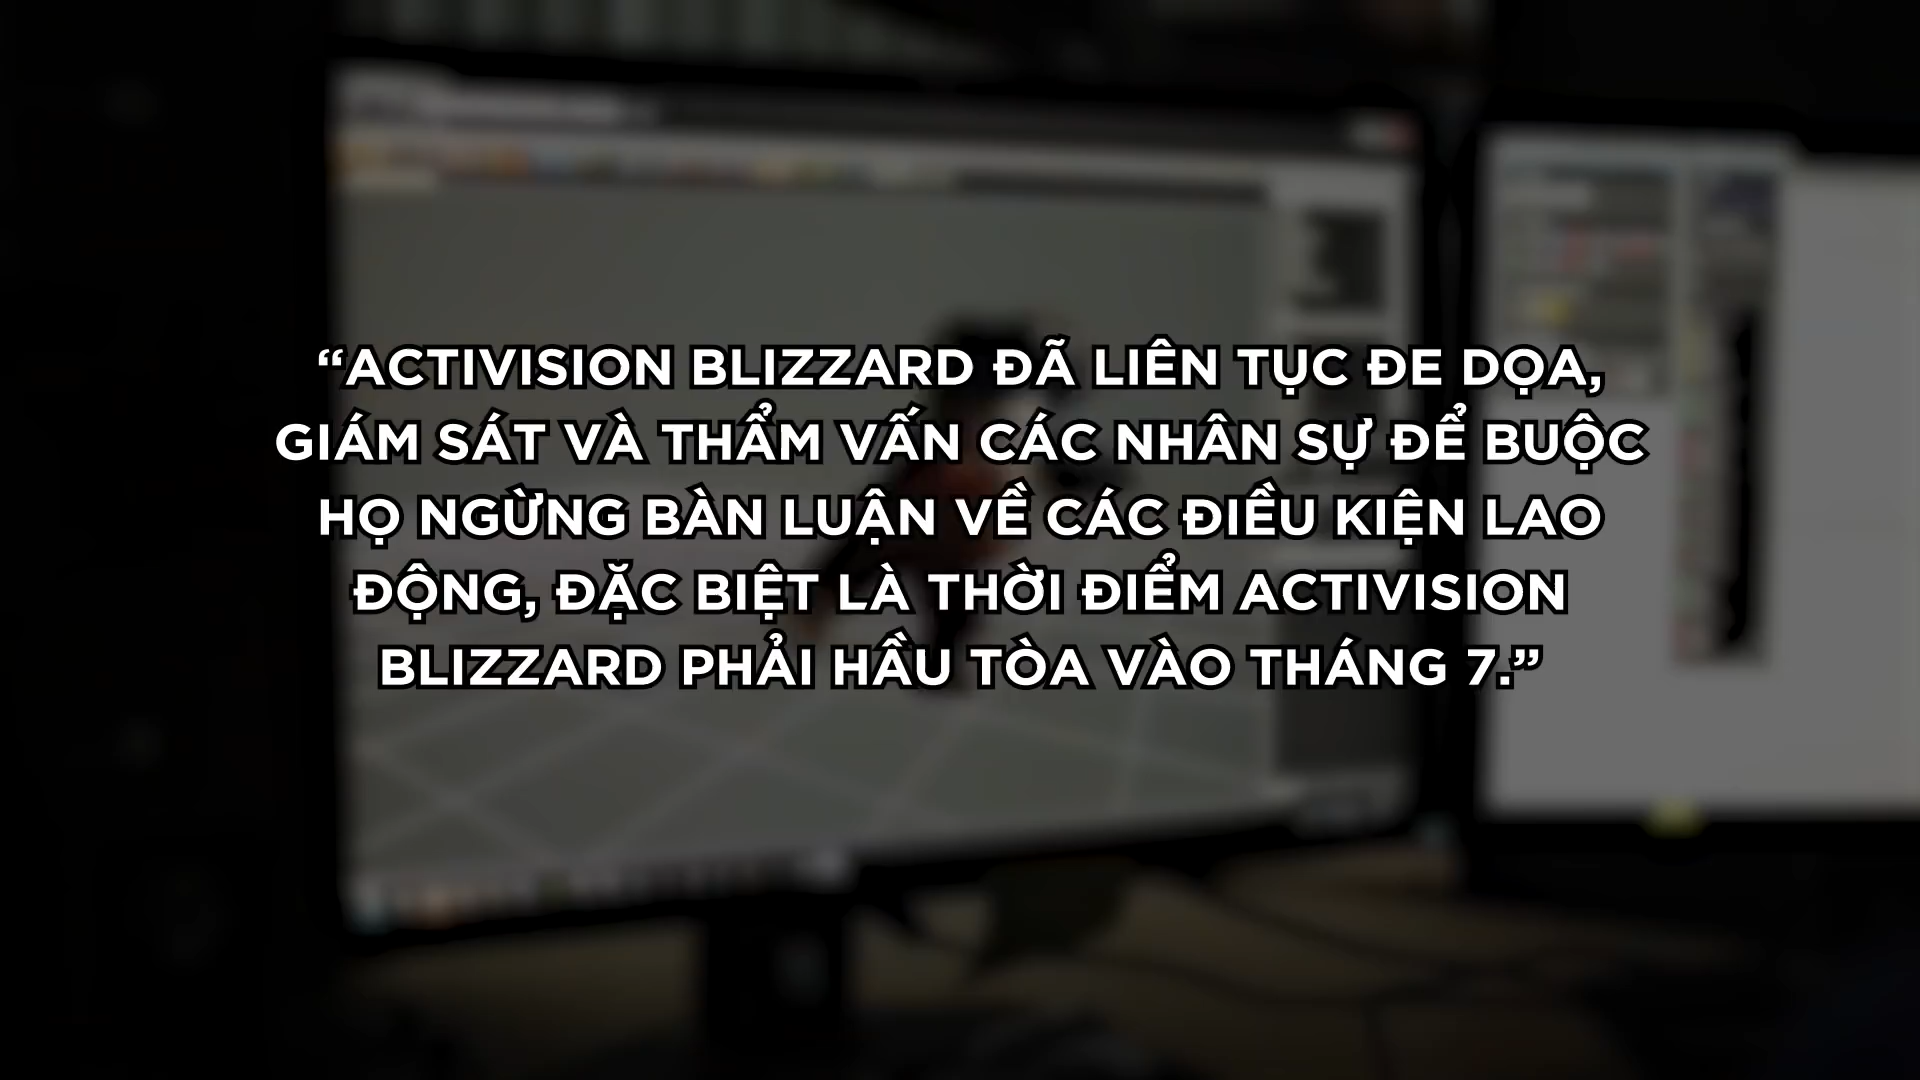 “ACTIVISION BLIZZARD ĐÃ LIÊN TỤC ĐE DỌA,
GIÁM SÁT VÀ THẨM VẤN CÁC NHÂN SỰ ĐỂ BUỘC
HỌ NGỪNG BÀN LUẬN VỀ CÁC ĐIỀU KIỆN LAO
ĐỘNG, ĐẶC BIỆT LÀ THỜI ĐIỂM ACTIVISION
BLIZZARD PHẢI HẦU TÒA VÀO THÁNG 7.”